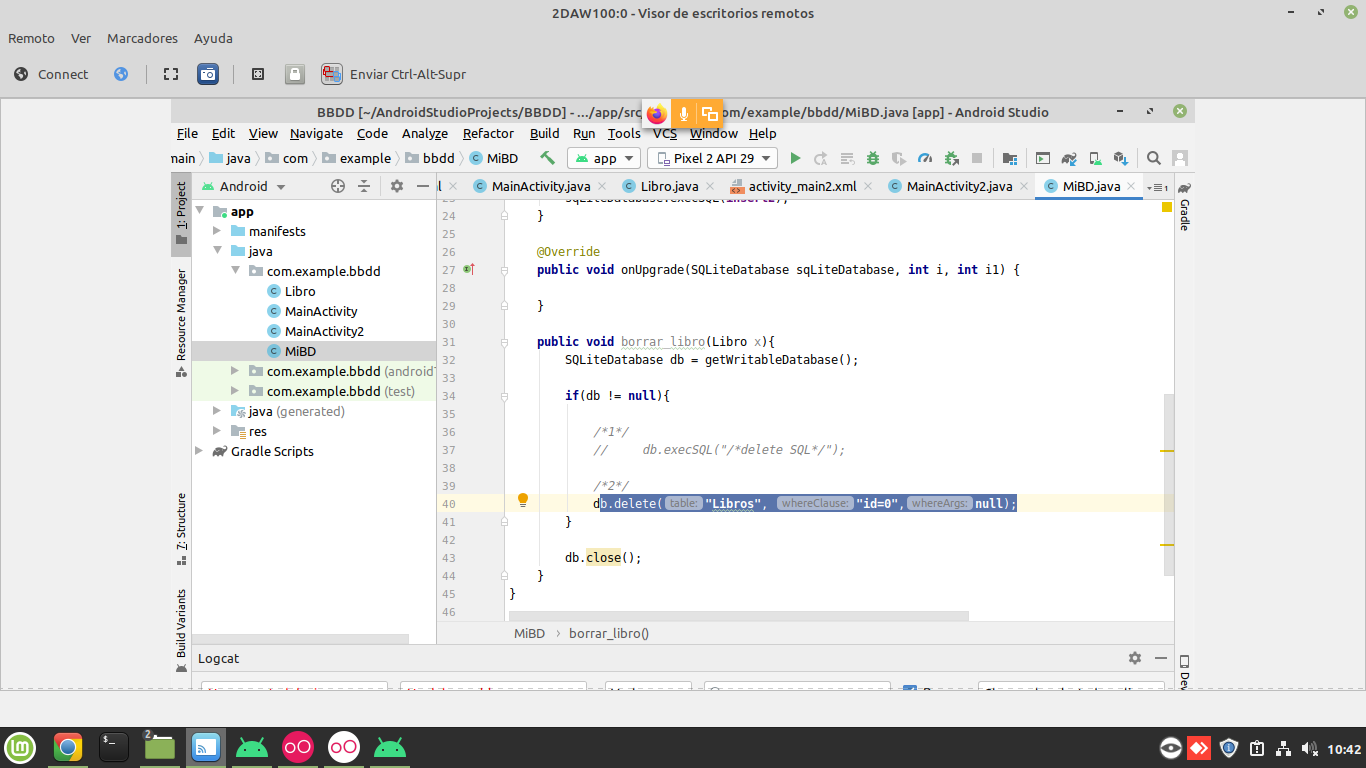 2DAW100:0 - Visor de escritorios remotos
Remoto Ver Marcadores Ayuda
Connect Enviar Ctrl-Alt-Supr
BBDD [~/AndroidStudioProjects/BBDD] - .../app/src om/example/bbdd/MiBD.java [app] - Android Studio
File Edit View Navigate Code Analyze Refactor Build Run Tools VCS Window Help
main java com example bbdd MiBD app Pixel 2 API 29
1: Project
Android
MainActivity.java Libro.java activity_main2.xml MainActivity2.java MiBD.java
Gradle
app
manifests
java
com.example.bbdd
Libro
MainActivity
MainActivity2
MiBD
com.example.bbdd (android
com.example.bbdd (test)
java (generated)
res
Gradle Scripts
Resource Manager
7: Structure
Build Variants
23 sqLiteDatabase.execSQL(insert2);
24 }
25
26 @Override
27 public void onUpgrade(SQLiteDatabase sqLiteDatabase, int i, int i1) {
28
29 }
30
31 public void borrar_libro(Libro x){
32 SQLiteDatabase db = getWritableDatabase();
33
34 if(db != null){
35
36 /*1*/
37 // db.execSQL("/*delete SQL*/");
38
39 /*2*/
40 db.delete( table: "Libros", whereClause: "id=0", whereArgs: null);
41 }
42
43 db.close();
44 }
45 }
46
MiBD › borrar_libro()
Logcat
10:42